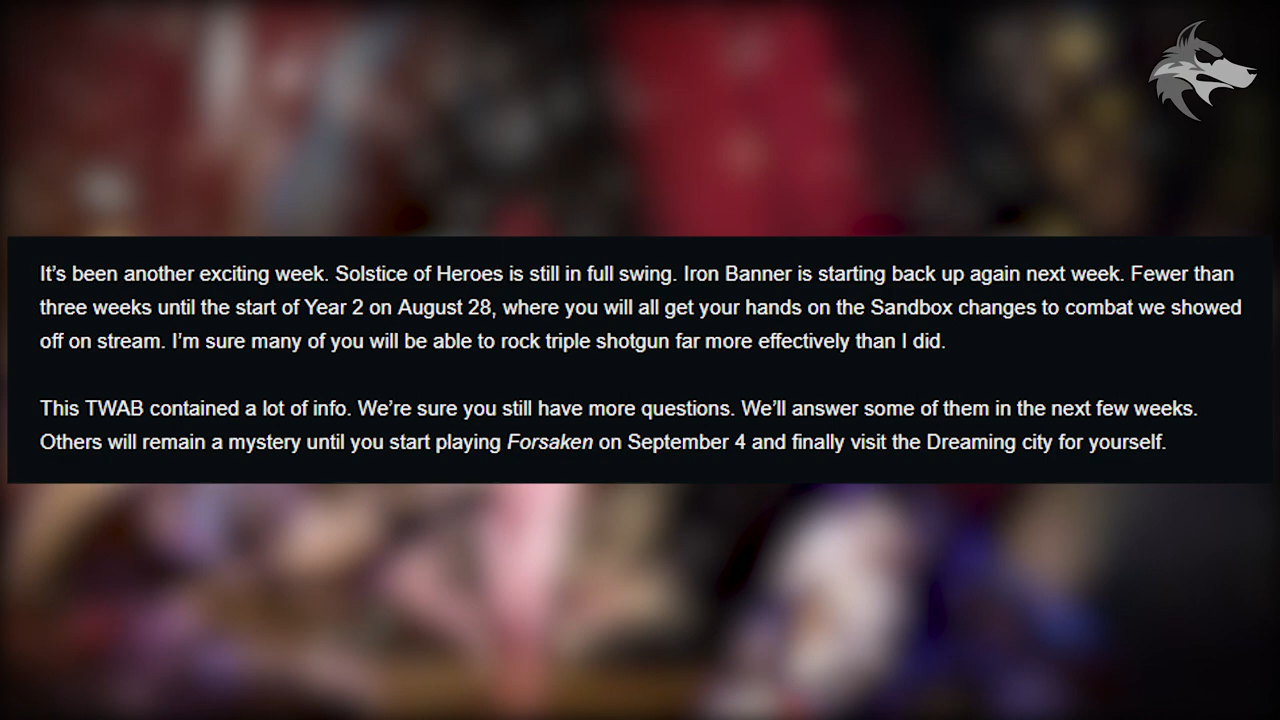 It’s been another exciting week. Solstice of Heroes is still in full swing. Iron Banner is starting back up again next week. Fewer than
three weeks until the start of Year 2 on August 28, where you will all get your hands on the Sandbox changes to combat we showed
off on stream. I’m sure many of you will be able to rock triple shotgun far more effectively than I did.
This TWAB contained a lot of info. We’re sure you still have more questions. We’ll answer some of them in the next few weeks.
Others will remain a mystery until you start playing Forsaken on September 4 and finally visit the Dreaming city for yourself.